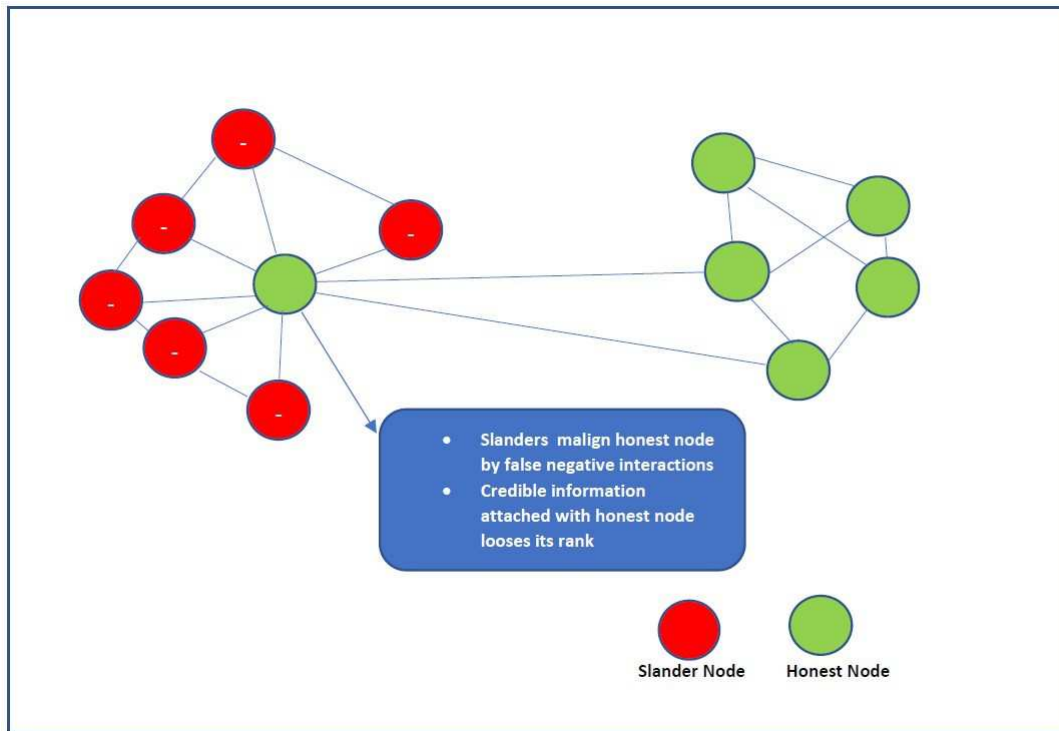 -
-
-
-
-
-
• Slanders malign honest node
by false negative interactions
• Credible information
attached with honest node
looses its rank
Slander Node Honest Node